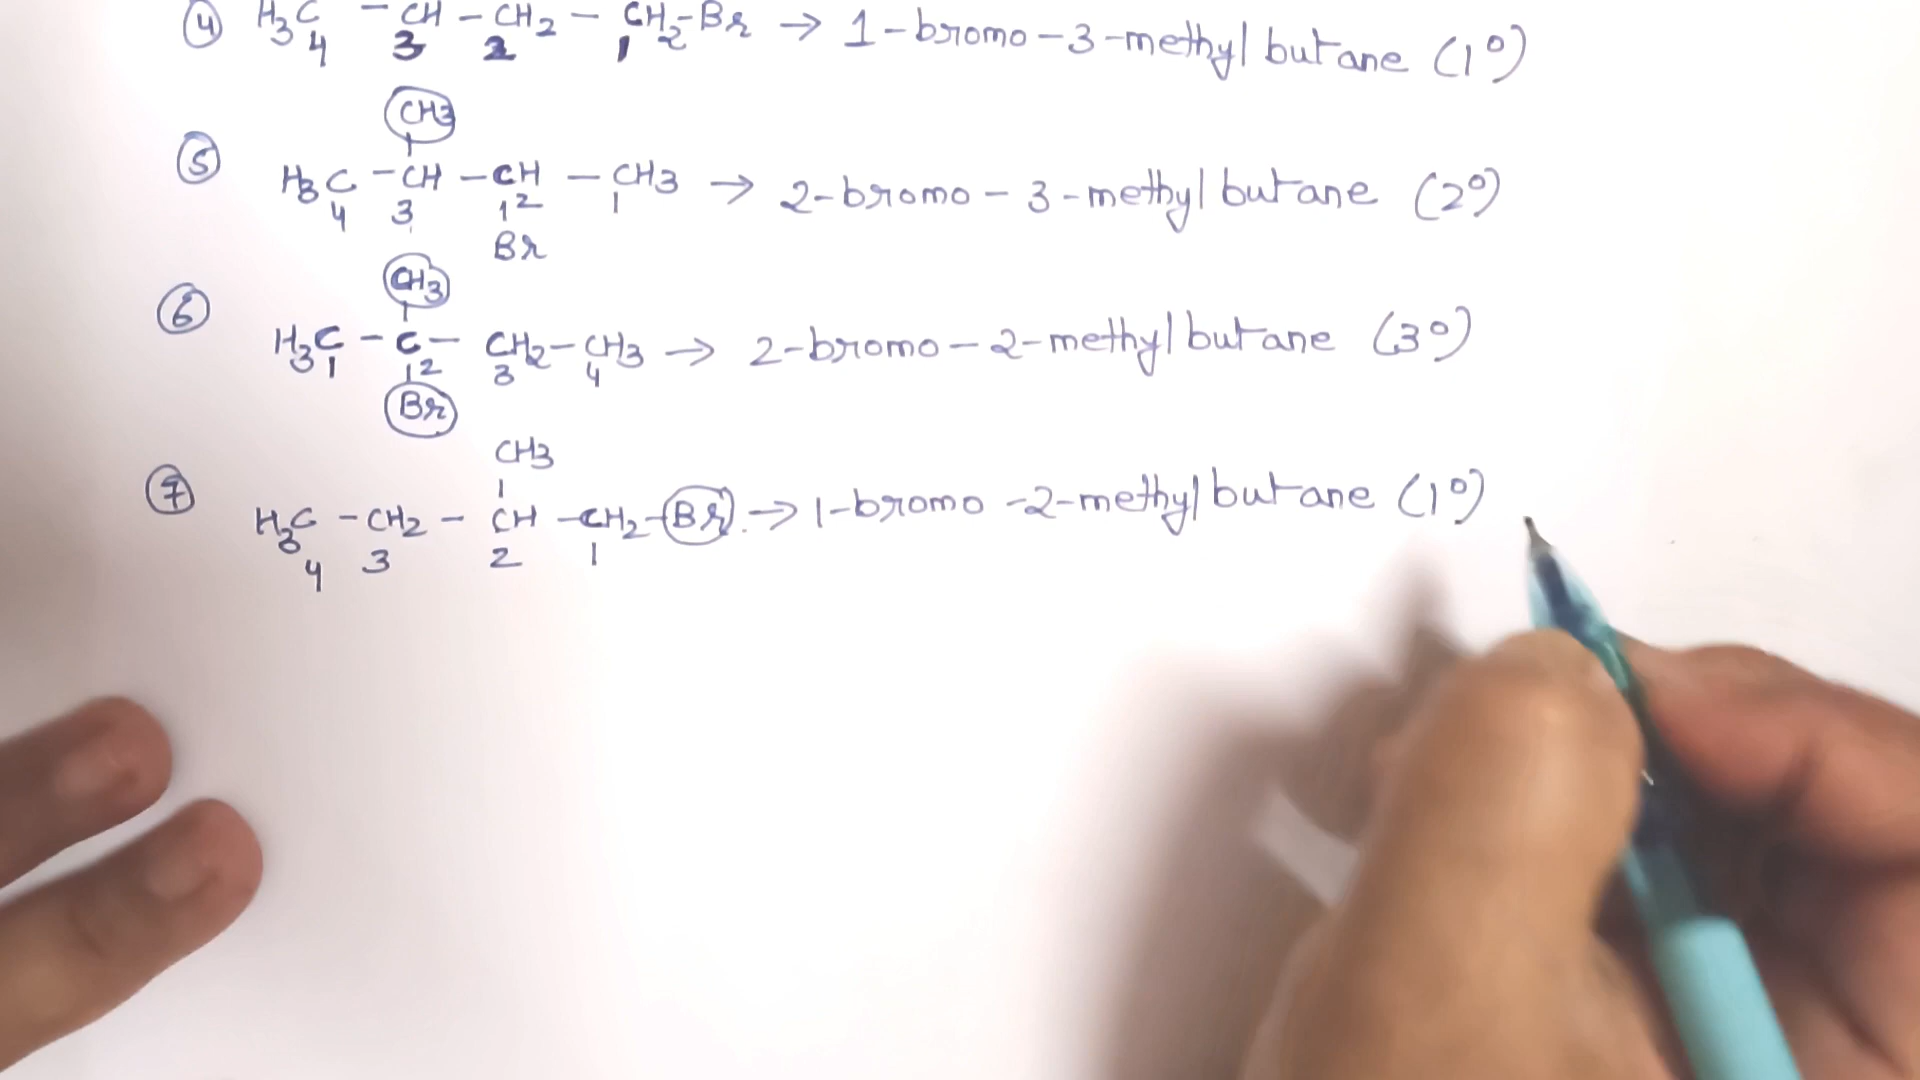 ④ H3C - CH - CH2 - CH2-Br → 1-bromo-3-methyl butane (1°)
4 3 2 1
CH3
⑤ H3C - CH - CH - CH3 → 2-bromo-3-methyl butane (2°)
4 3 2 1
Br
CH3
⑥ H3C - C - CH2-CH3 → 2-bromo-2-methyl butane (3°)
1 2 3 4
Br
CH3
⑦ H3C - CH2 - CH - CH2-Br. → 1-bromo-2-methyl butane (1°)
4 3 2 1